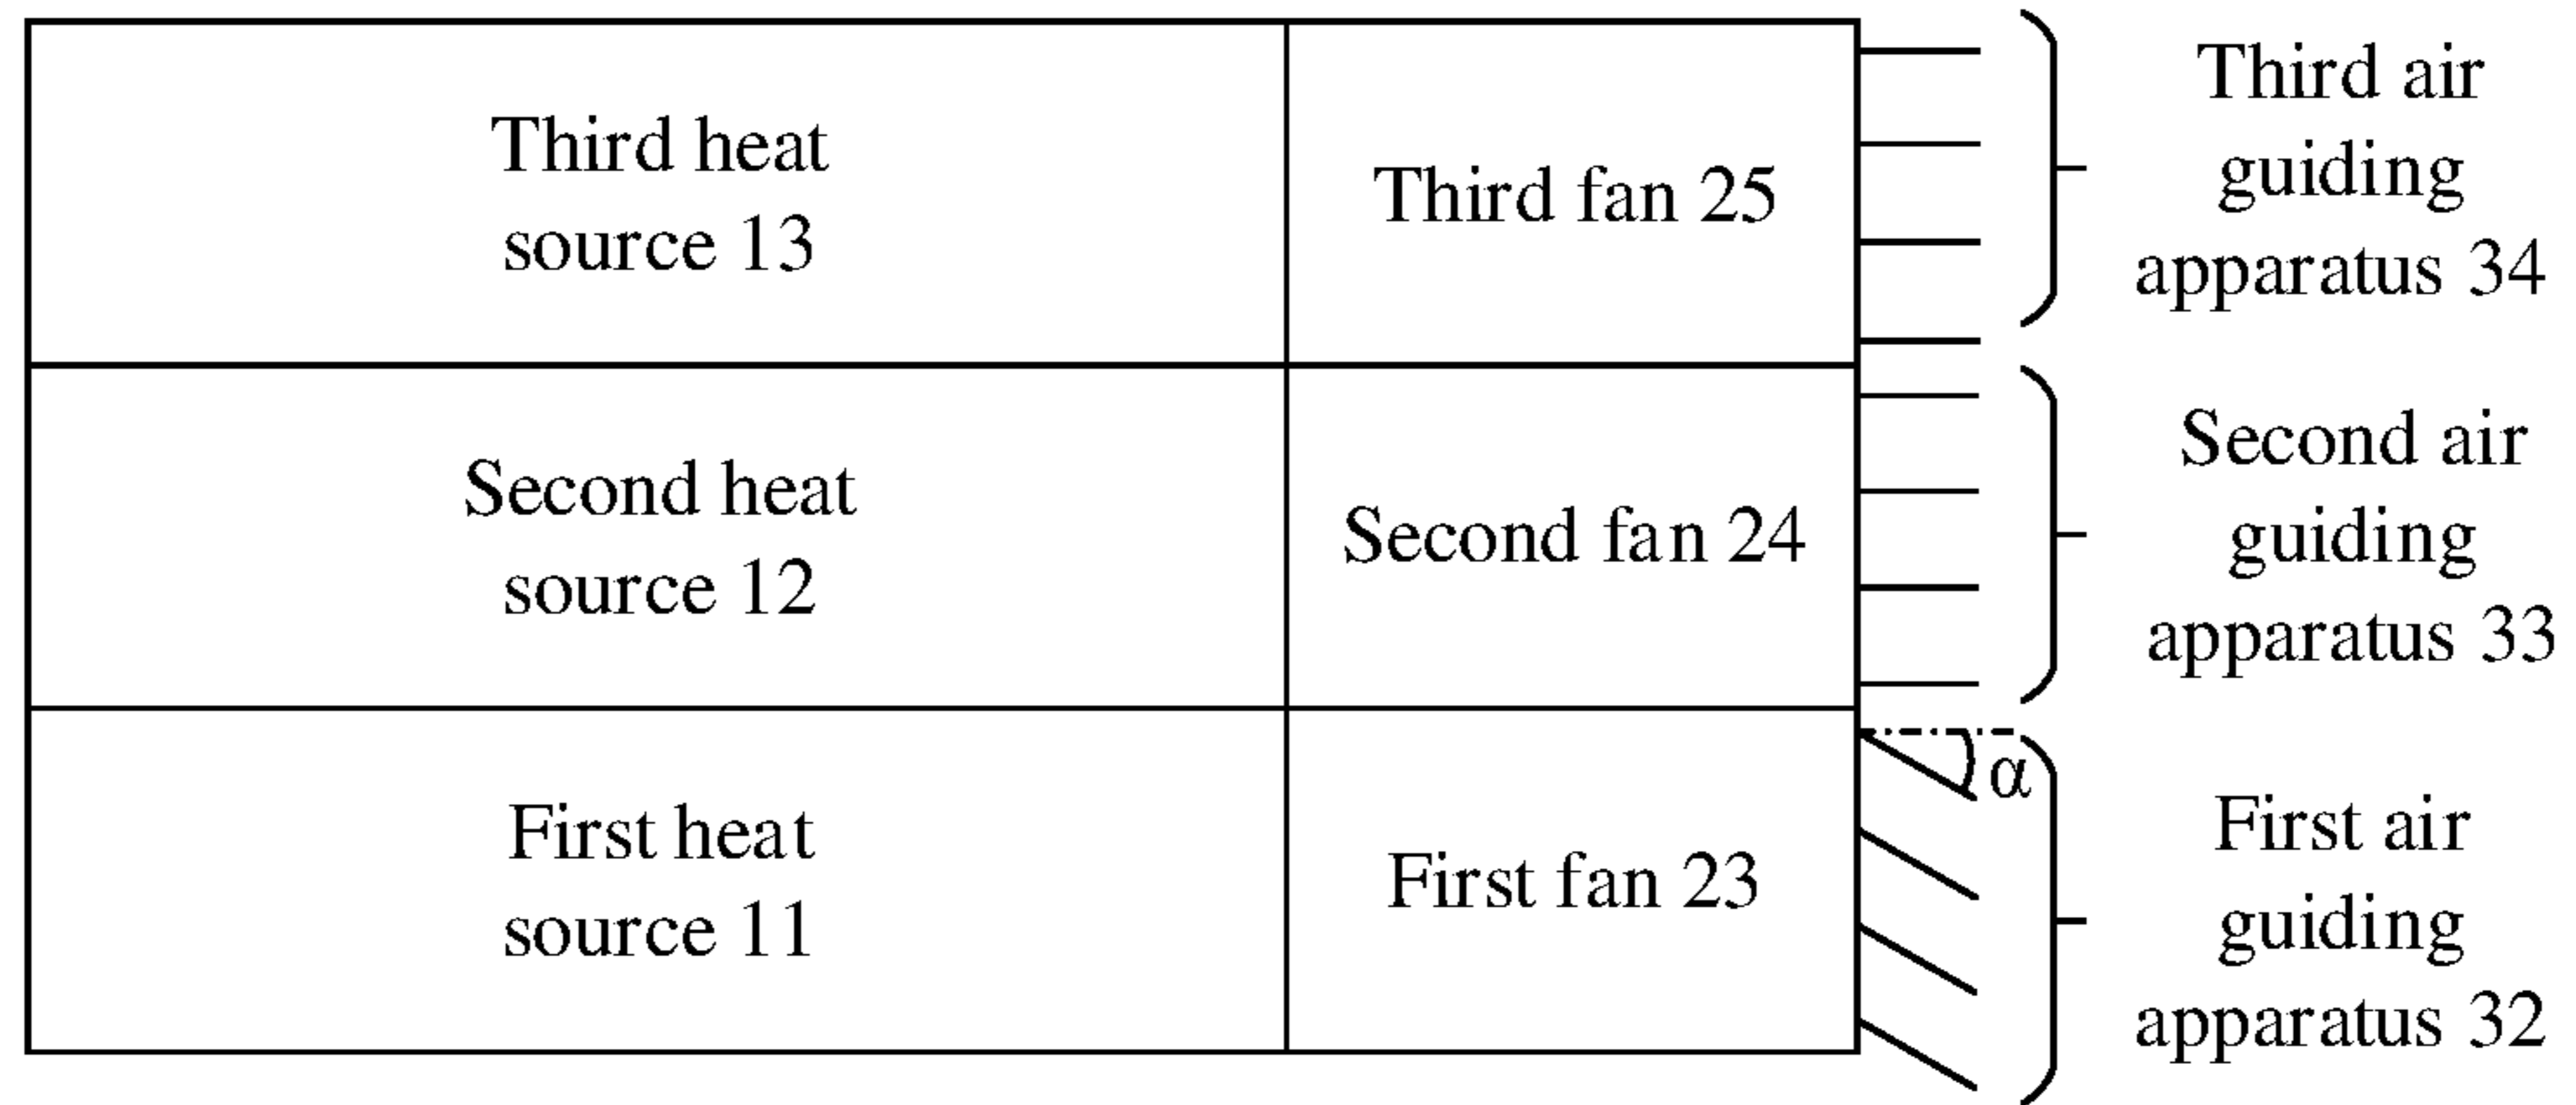 Third heat
source 13
Third fan 25
Third air
guiding
apparatus 34
Second heat
source 12
Second fan 24
Second air
guiding
apparatus 33
First heat
source 11
First fan 23
α
First air
guiding
apparatus 32